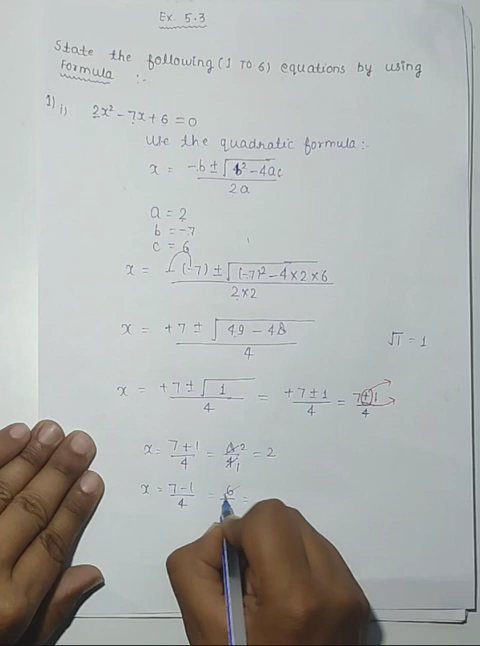 Ex. 5.3
State the following (1 TO 6) equations by using
Formula :-
1) i) 2x² - 7x + 6 = 0
Use the quadratic formula:-
x = -b ± √b² - 4ac / 2a
a = 2
b = -7
c = 6
x = -(-7) ± √(-7)² - 4×2×6 / 2×2
x = +7 ± √49 - 48 / 4
√1 = 1
x = +7 ± √1 / 4 = +7 ± 1 / 4 = 7 ± 1 / 4
x = 7+1 / 4 = 8 2 / 4 1 = 2
x = 7-1 / 4 = 6 =